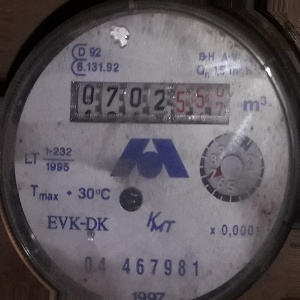 D 92
6.131.92
B-H A-V
Qn 1.5 m³/h
0702557 m³
LT 1-232
1995
Tmax + 30°C
EVK-DK
x 0,0001
04 467981
1997